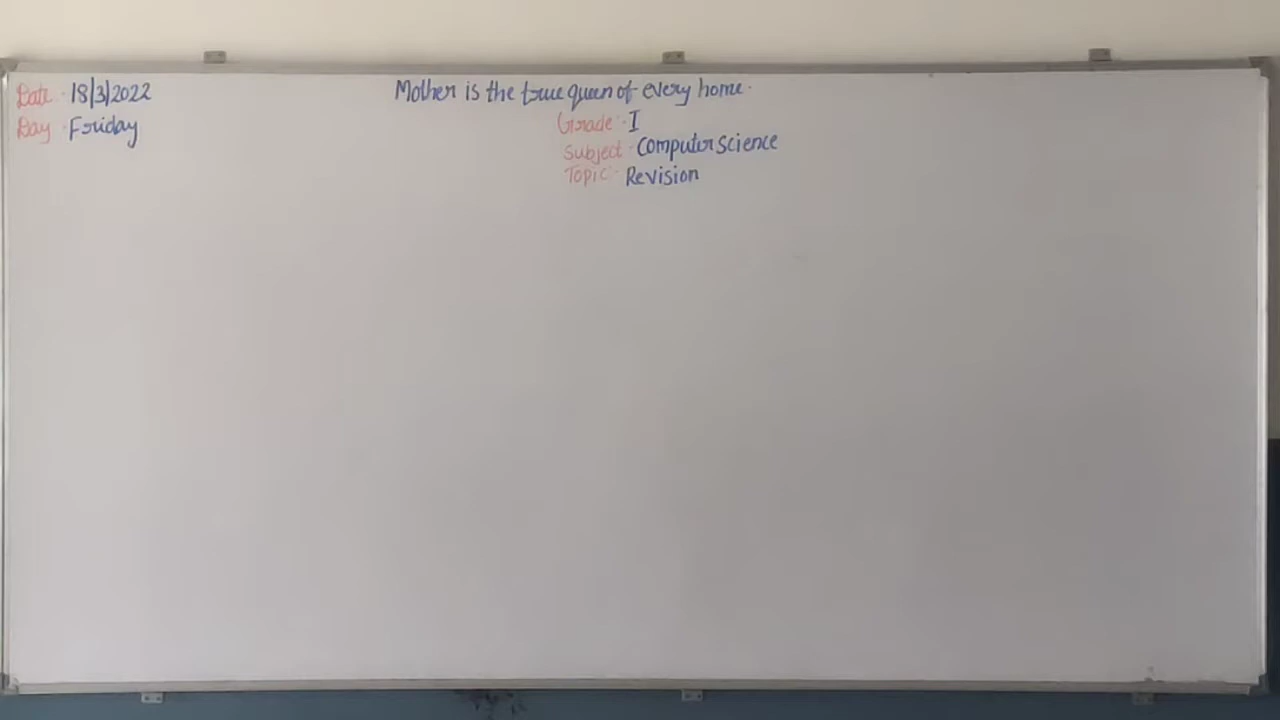 Date: 18/3/2022
Mother is the true queen of every home.
Day: Friday
Grade: I
Subject: Computer science
Topic: Revision